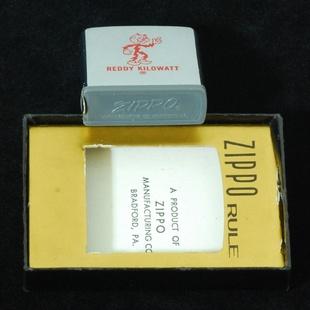 REDDY KILOWATT
®
ZIPPO
ZIPPO RULE
A PRODUCT OF
ZIPPO
MANUFACTURING CO
BRADFORD, PA.